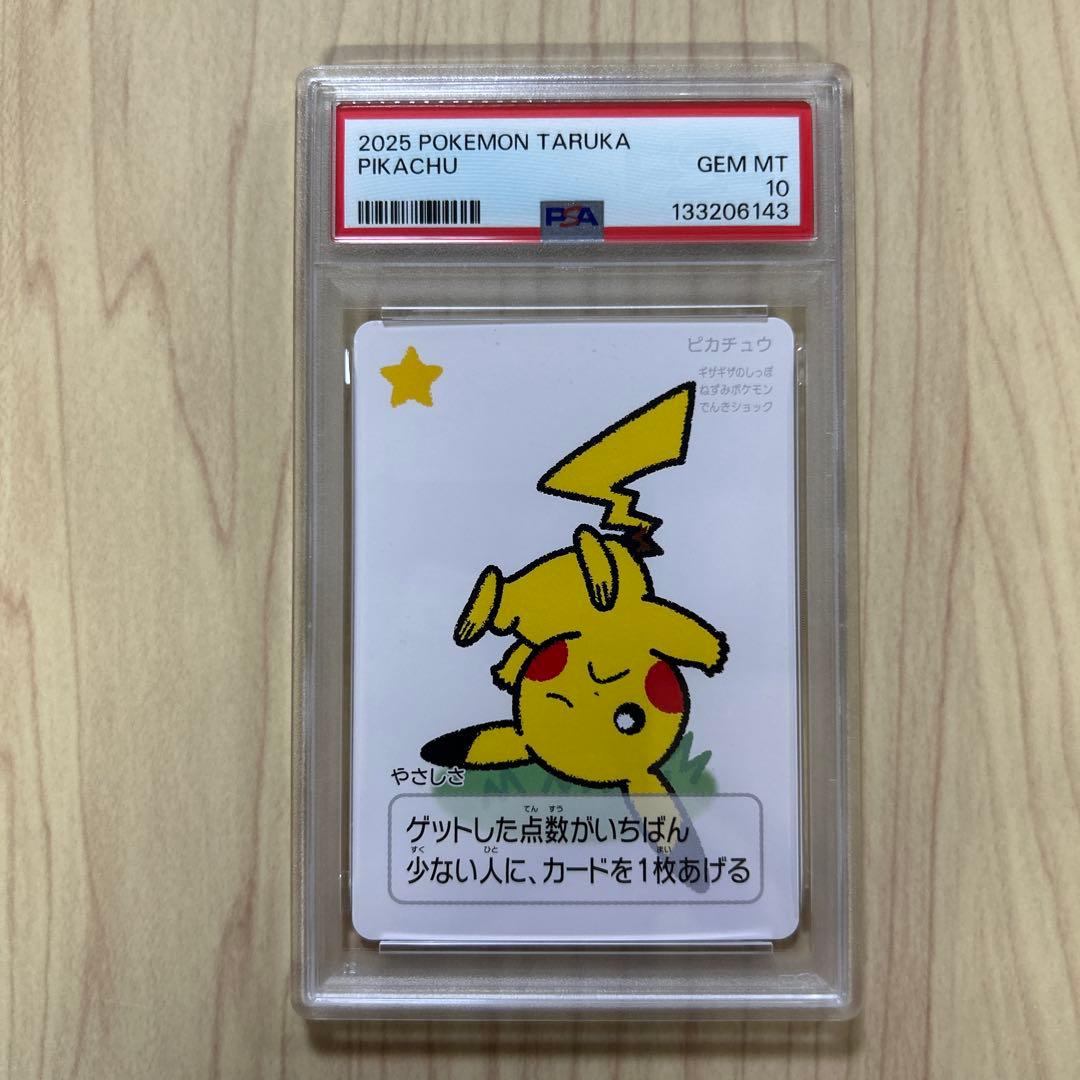 2025 POKEMON TARUKA
PIKACHU
GEM MT
10
133206143
PSA
ピカチュウ
ギザギザのしっぽ
ねずみポケモン
でんきショック
やさしさ
てん すう
ゲットした点数がいちばん
すく ひと まい
少ない人に、カードを1枚あげる